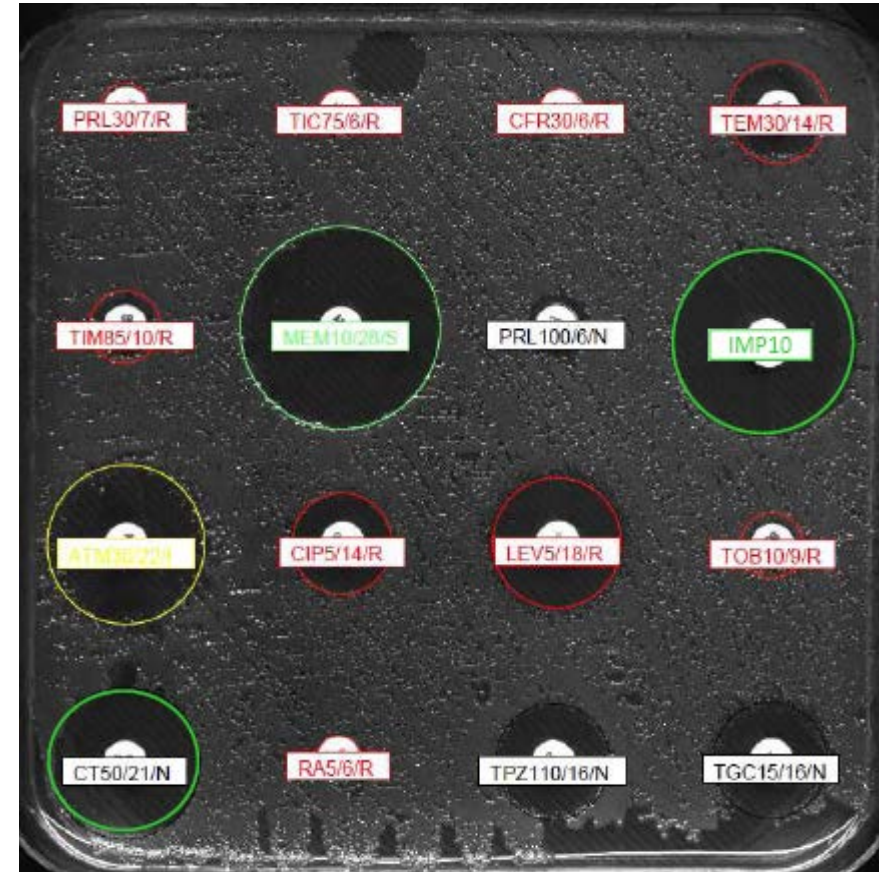 PRL30/7/R
TIC75/6/R
CFR30/6/R
TEM30/14/R
TIM85/10/R
MEM10/28/S
PRL100/6/N
IMP10
ATM30/22/I
CIP5/14/R
LEV5/18/R
TOB10/9/R
CT50/21/N
RA5/6/R
TPZ110/16/N
TGC15/16/N